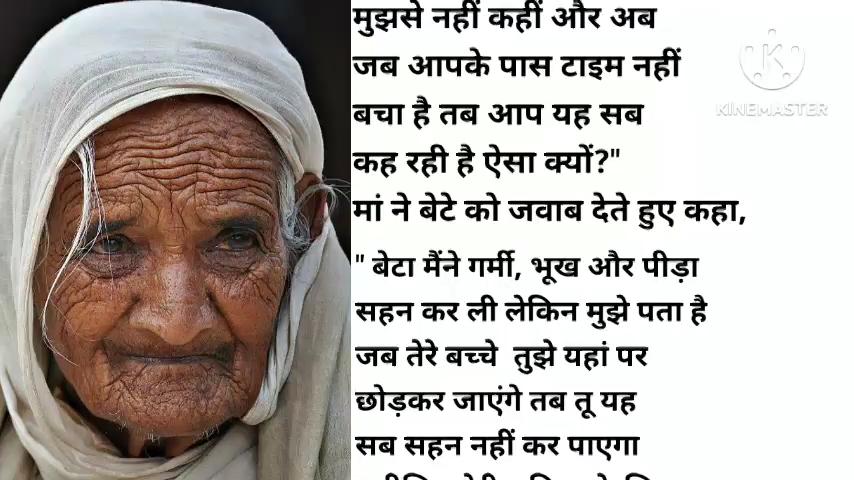 मुझसे नहीं कहीं और अब
जब आपके पास टाइम नहीं
बचा है तब आप यह सब
कह रही है ऐसा क्यों?"
मां ने बेटे को जवाब देते हुए कहा,
" बेटा मैंने गर्मी, भूख और पीड़ा
सहन कर ली लेकिन मुझे पता है
जब तेरे बच्चे तुझे यहां पर
छोड़कर जाएंगे तब तू यह
सब सहन नहीं कर पाएगा
KINEMASTER